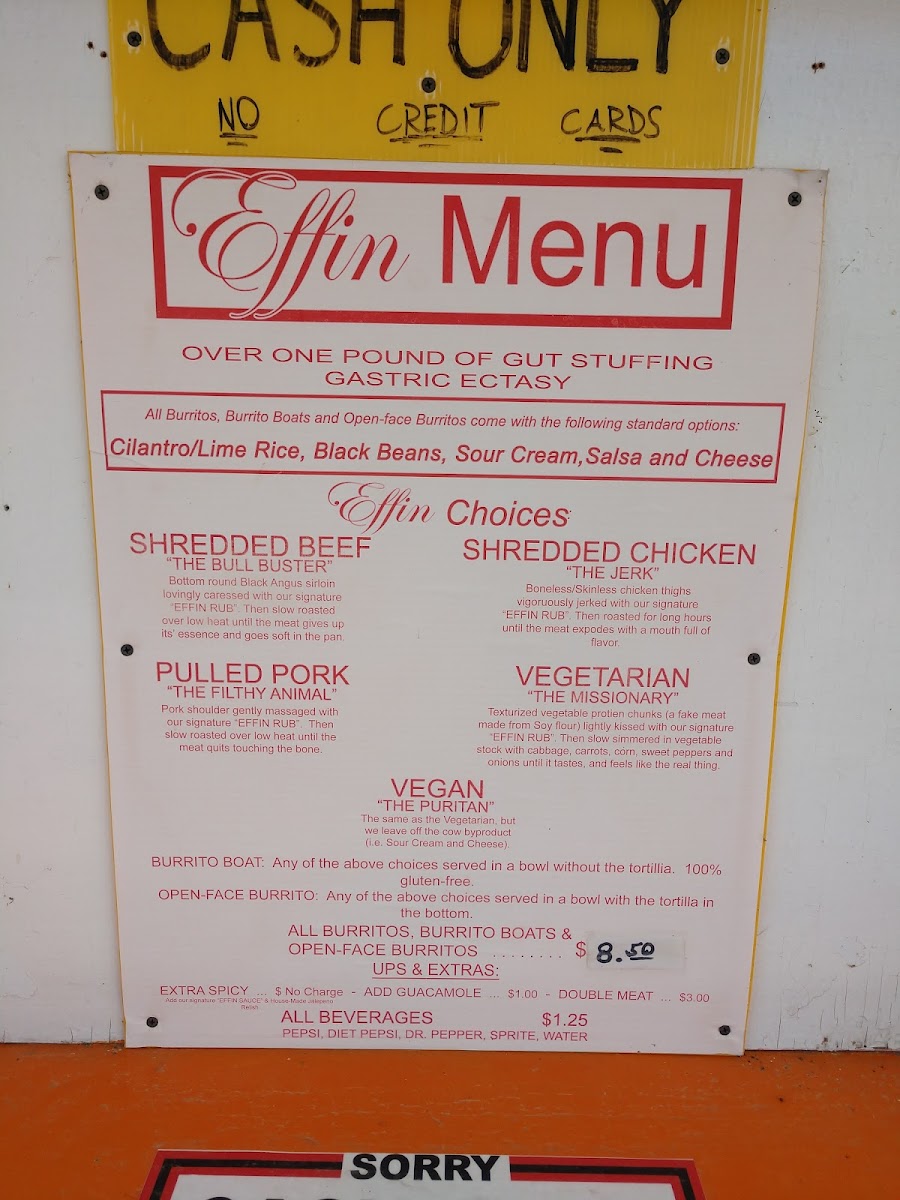 CASH ONLY
NO CREDIT CARDS
Effin Menu
OVER ONE POUND OF GUT STUFFING
GASTRIC ECTASY
All Burritos, Burrito Boats and Open-face Burritos come with the following standard options:
Cilantro/Lime Rice, Black Beans, Sour Cream,Salsa and Cheese
Effin Choices
SHREDDED BEEF
"THE BULL BUSTER"
Bottom round Black Angus sirloin
lovingly caressed with our signature
"EFFIN RUB". Then slow roasted
over low heat until the meat gives up
its' essence and goes soft in the pan.
SHREDDED CHICKEN
"THE JERK"
Boneless/Skinless chicken thighs
vigoruously jerked with our signature
"EFFIN RUB". Then roasted for long hours
until the meat expodes with a mouth full of
flavor.
PULLED PORK
"THE FILTHY ANIMAL"
Pork shoulder gently massaged with
our signature "EFFIN RUB". Then
slow roasted over low heat until the
meat quits touching the bone.
VEGETARIAN
"THE MISSIONARY"
Texturized vegetable protien chunks (a fake meat
made from Soy flour) lightly kissed with our signature
"EFFIN RUB". Then slow simmered in vegetable
stock with cabbage, carrots, corn, sweet peppers and
onions until it tastes, and feels like the real thing.
VEGAN
"THE PURITAN"
The same as the Vegetarian, but
we leave off the cow byproduct
(i.e. Sour Cream and Cheese).
BURRITO BOAT: Any of the above choices served in a bowl without the tortillia. 100%
gluten-free.
OPEN-FACE BURRITO: Any of the above choices served in a bowl with the tortilla in
the bottom.
ALL BURRITOS, BURRITO BOATS &
OPEN-FACE BURRITOS ........ $ 8.50
UPS & EXTRAS:
EXTRA SPICY ... $ No Charge - ADD GUACAMOLE ... $1.00 - DOUBLE MEAT ... $3.00
Add our signature "EFFIN SAUCE" & House Made Jalepeno
Relish
ALL BEVERAGES $1.25
PEPSI, DIET PEPSI, DR. PEPPER, SPRITE, WATER
SORRY